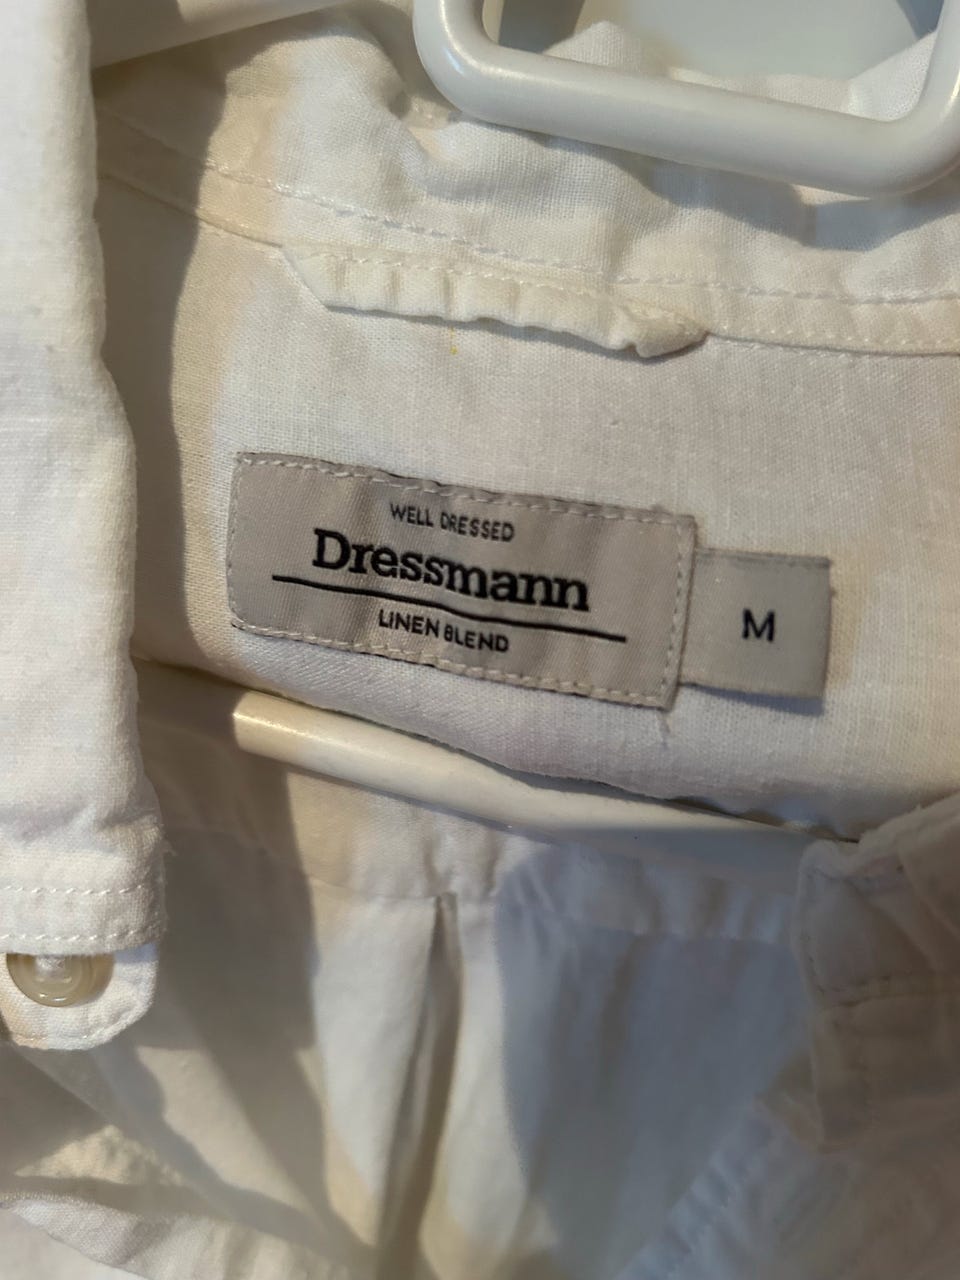 WELL DRESSED
Dressmann
LINEN BLEND
M